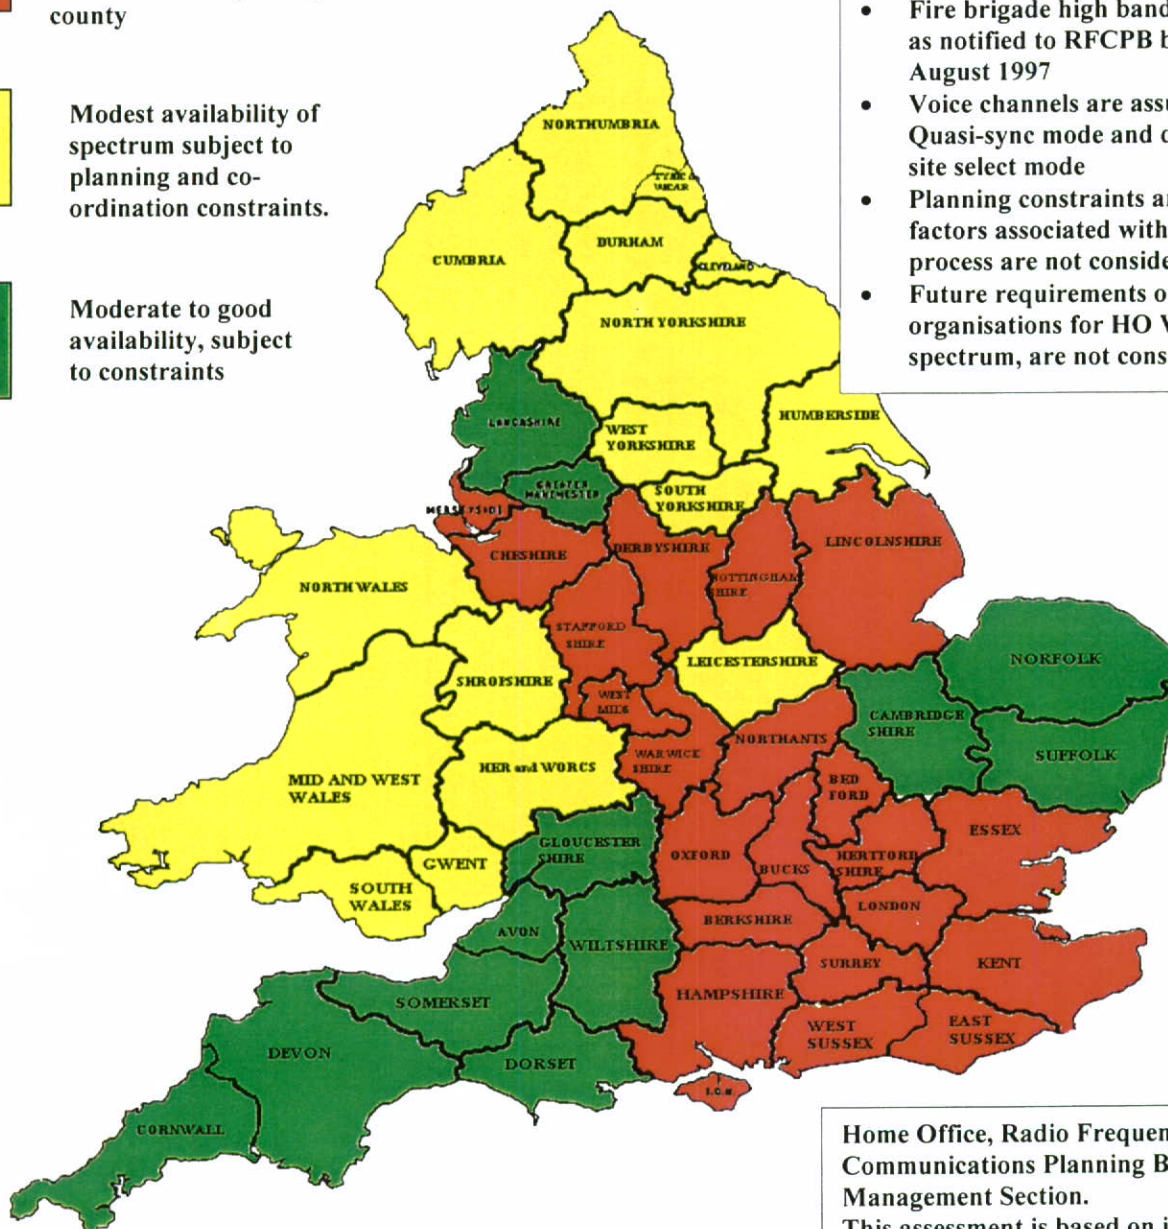 county
Modest availability of
spectrum subject to
planning and co-
ordination constraints.
Moderate to good
availability, subject
to constraints
• Fire brigade high band
as notified to RFCPB b
August 1997
• Voice channels are assu
Quasi-sync mode and d
site select mode
• Planning constraints an
factors associated with
process are not conside
• Future requirements o
organisations for HO V
spectrum, are not cons
NORTHUMBRIA
TYNE &
WEAR
CUMBRIA
DURHAM
CLEVELAND
NORTH YORKSHIRE
LANCASHIRE
WEST
YORKSHIRE
HUMBERSIDE
GREATER
MANCHESTER
SOUTH
YORKSHIRE
MERSEYSIDE
CHESHIRE
DERBYSHIRE
NOTTINGHAM
SHIRE
LINCOLNSHIRE
NORTH WALES
STAFFORD
SHIRE
SHROPSHIRE
LEICESTERSHIRE
NORFOLK
WEST
MIDS
CAMBRIDGE
SHIRE
SUFFOLK
MID AND WEST
WALES
HER and WORCS
WARWICK
SHIRE
NORTHANTS
BED
FORD
ESSEX
GWENT
GLOUCESTER
SHIRE
OXFORD
BUCKS
HERTFORD
SHIRE
SOUTH
WALES
AVON
WILTSHIRE
BERKSHIRE
LONDON
SOMERSET
HAMPSHIRE
SURREY
KENT
DEVON
DORSET
WEST
SUSSEX
EAST
SUSSEX
I.O.W
CORNWALL
Home Office, Radio Frequen
Communications Planning B
Management Section.
This assessment is based on i